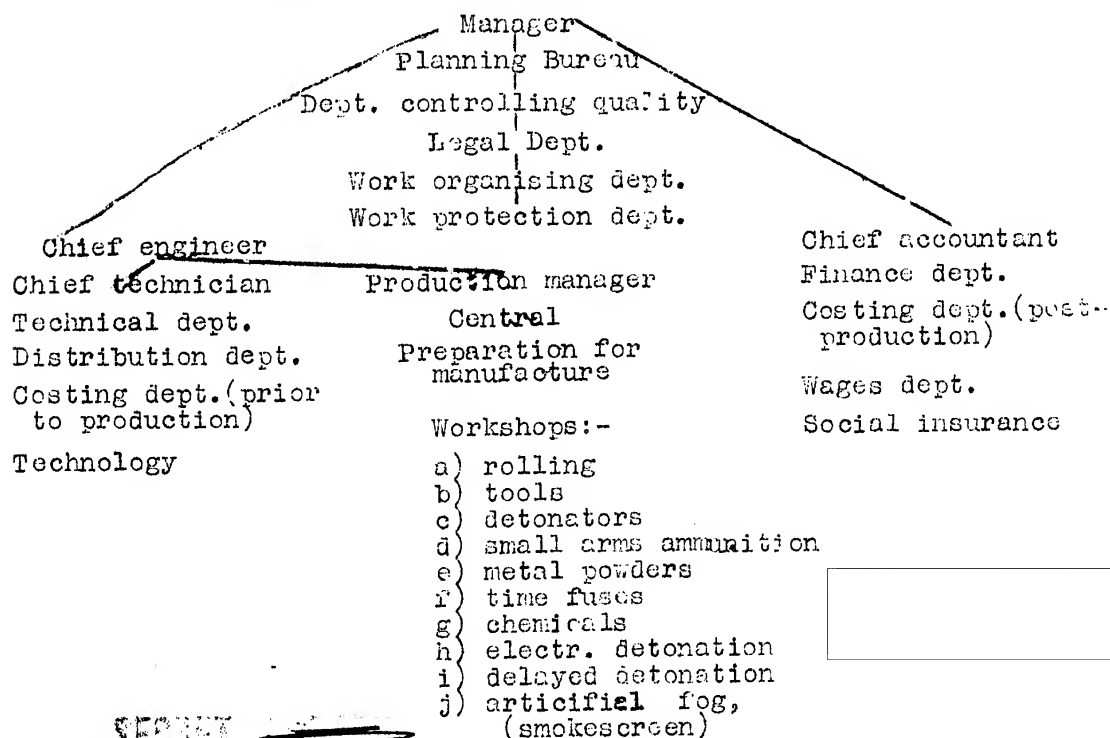 Manager
Planning Bureau
Dept. controlling quality
Legal Dept.
Work organising dept.
Work protection dept.
Chief engineer
Chief technician
Technical dept.
Distribution dept.
Costing dept.(prior
to production)
Technology
Production manager
Central
Preparation for
manufacture
Workshops:-
a) rolling
b) tools
c) detonators
d) small arms ammunition
e) metal powders
f) time fuses
g) chemicals
h) electr. detonation
i) delayed detonation
j) articifiel fog,
(smokescreen)
Chief accountant
Finance dept.
Costing dept.(post-
production)
Wages dept.
Social insurance
SECRET